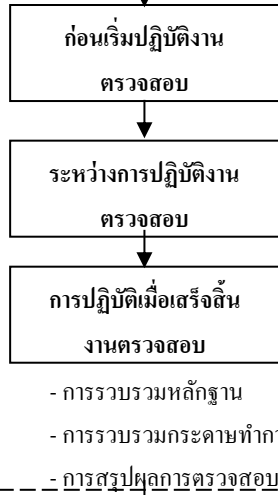 ก่อนเริ่มปฏิบัติงาน
ตรวจสอบ
ระหว่างการปฏิบัติงาน
ตรวจสอบ
การปฏิบัติเมื่อเสร็จสิ้น
งานตรวจสอบ
- การรวบรวมหลักฐาน
- การรวบรวมกระดาษทำกา
- การสรุปผลการตรวจสอบ